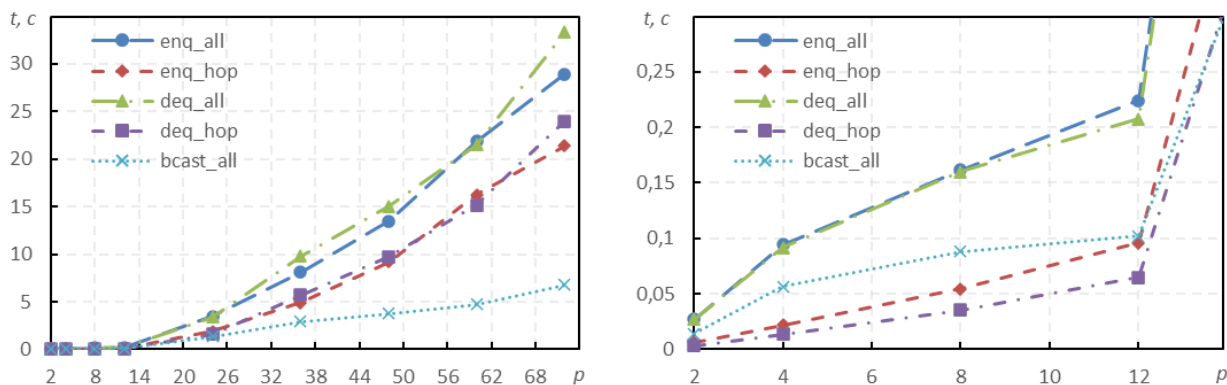 t, c
enq_all
enq_hop
deq_all
deq_hop
bcast_all
30
25
20
15
10
5
0
2 8 14 20 26 32 38 44 50 56 62 68 p
t, c
enq_all
enq_hop
deq_all
deq_hop
bcast_all
0,25
0,2
0,15
0,1
0,05
0
2 4 6 8 10 12 p